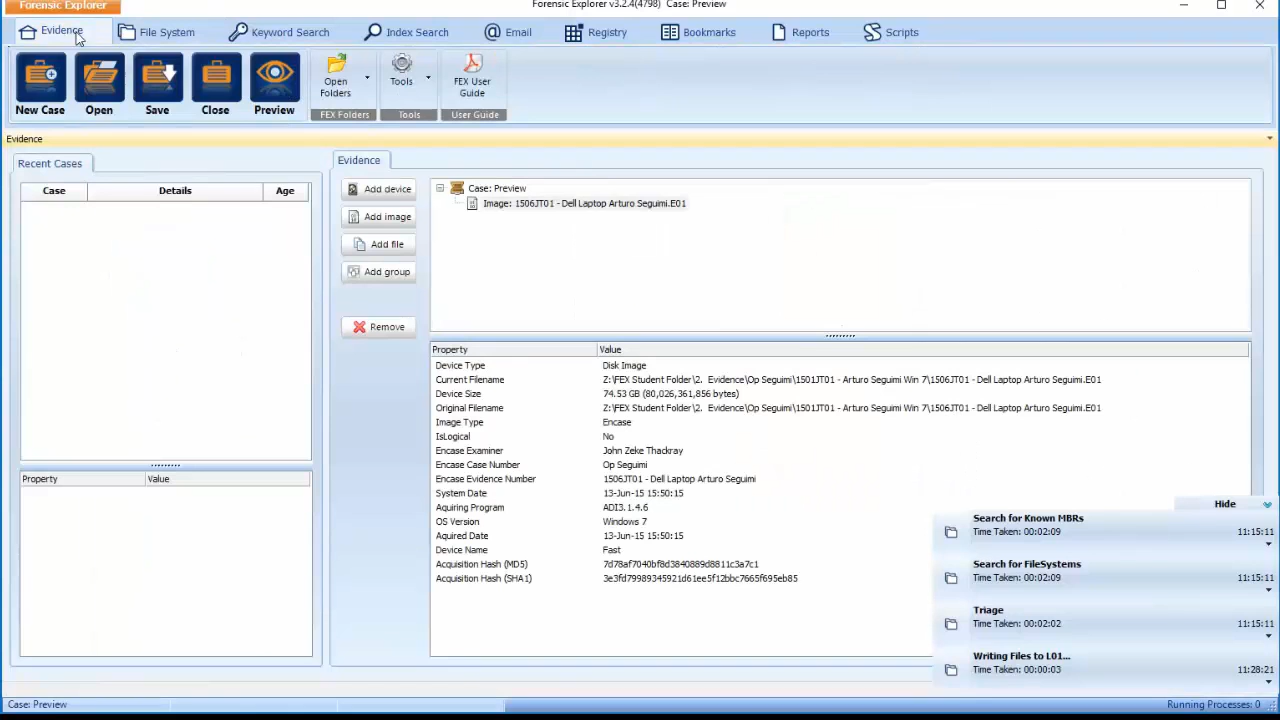 Forensic Explorer
Forensic Explorer v3.2.4(4798)  Case: Preview
Evidence
File System
Keyword Search
Index Search
Email
Registry
Bookmarks
Reports
Scripts
New Case
Open
Save
Close
Preview
Open
Folders
Tools
FEX User
Guide
FEX Folders
Tools
User Guide
Evidence
Recent Cases
Case Details Age
Property Value
Evidence
Add device
Add image
Add file
Add group
Remove
Case: Preview
Image: 1506JT01 - Dell Laptop Arturo Seguimi.E01
Property Value
Device Type Disk Image
Current Filename Z:\FEX Student Folder\2.  Evidence\Op Seguimi\1501JT01 - Arturo Seguimi Win 7\1506JT01 - Dell Laptop Arturo Seguimi.E01
Device Size 74.53 GB (80,026,361,856 bytes)
Original Filename Z:\FEX Student Folder\2.  Evidence\Op Seguimi\1501JT01 - Arturo Seguimi Win 7\1506JT01 - Dell Laptop Arturo Seguimi.E01
Image Type Encase
IsLogical No
Encase Examiner John Zeke Thackray
Encase Case Number Op Seguimi
Encase Evidence Number 1506JT01 - Dell Laptop Arturo Seguimi
System Date 13-Jun-15 15:50:15
Aquiring Program ADI3.1.4.6
OS Version Windows 7
Aquired Date 13-Jun-15 15:50:15
Device Name Fast
Acquisition Hash (MD5) 7d78af7040bf8d3840889d8811c3a7c1
Acquisition Hash (SHA1) 3e3fd79989345921d61ee5f12bbc7665f695eb85
Hide
Search for Known MBRs
Time Taken: 00:02:09 11:15:11
Search for FileSystems
Time Taken: 00:02:09 11:15:11
Triage
Time Taken: 00:02:02 11:15:11
Writing Files to L01...
Time Taken: 00:00:03 11:28:21
Case: Preview
Running Processes: 0